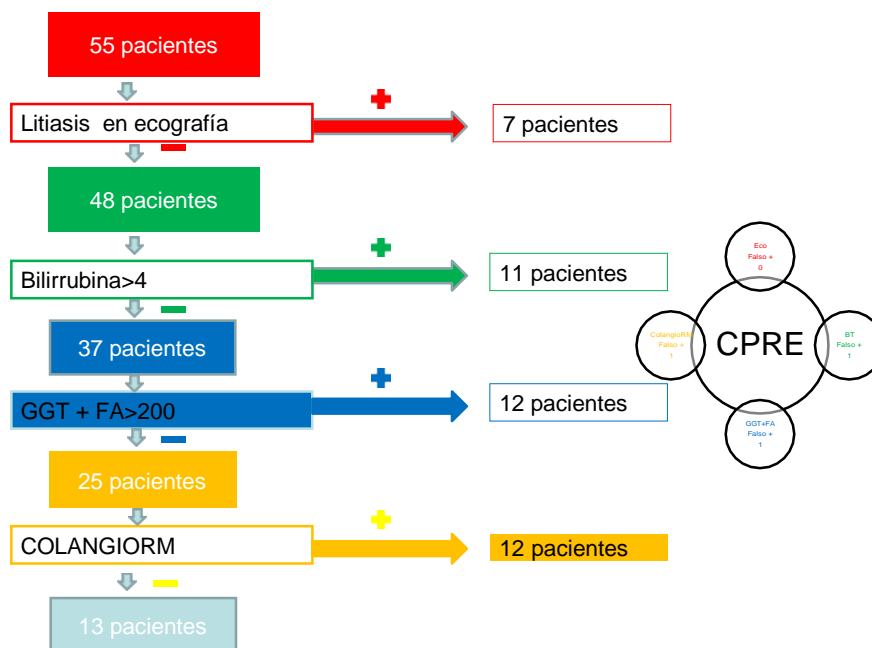 55 pacientes
Litiasis en ecografía
7 pacientes
48 pacientes
Bilirrubina>4
11 pacientes
37 pacientes
GGT + FA>200
12 pacientes
25 pacientes
COLANGIORM
12 pacientes
13 pacientes
Eco
Falso +
0
ColangioRM
Falso +
1
CPRE
BT
Falso +
1
GGT+FA
Falso +
1